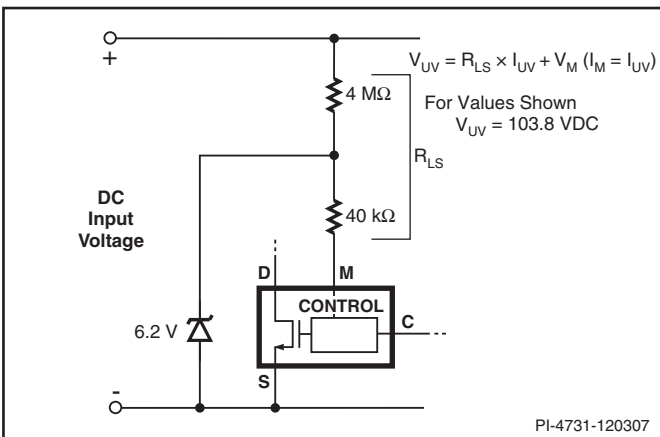 +
V_UV = R_LS × I_UV + V_M (I_M = I_UV)
4 MΩ
For Values Shown
V_UV = 103.8 VDC
R_LS
DC
Input
Voltage
40 kΩ
D
M
CONTROL
C
6.2 V
S
-
PI-4731-120307